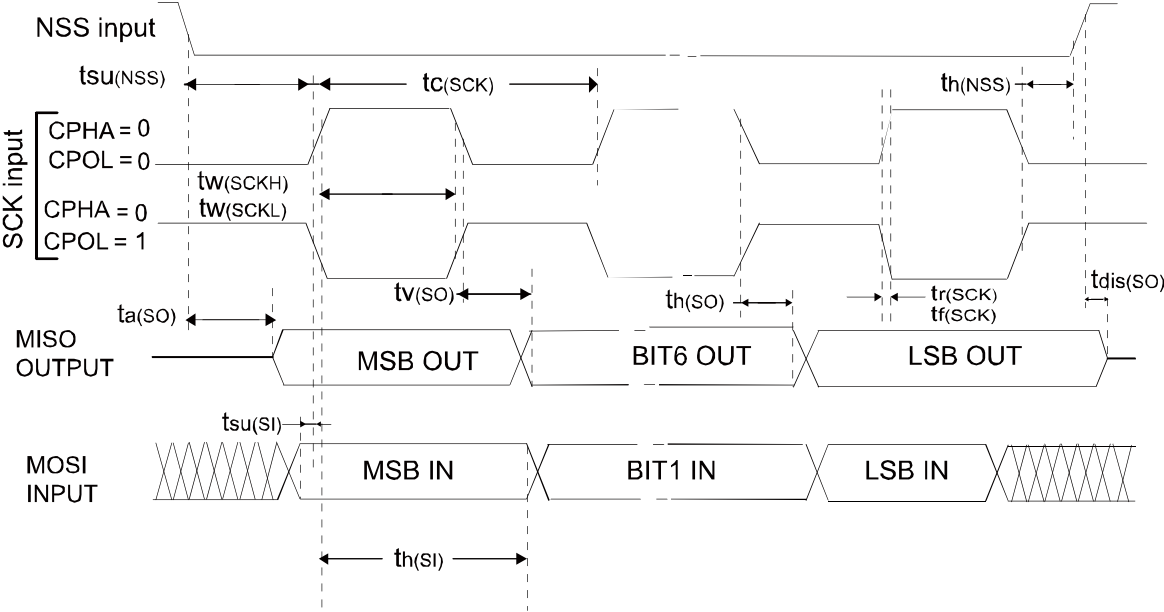 NSS input
tsu(NSS)
tc(SCK)
th(NSS)
SCK input
CPHA = 0
CPOL = 0
tw(SCKH)
CPHA = 0
tw(SCKL)
CPOL = 1
tv(SO)
th(SO)
tr(SCK)
tf(SCK)
tdis(SO)
ta(SO)
MISO
OUTPUT
MSB OUT
BIT6 OUT
LSB OUT
tsu(SI)
MOSI
INPUT
MSB IN
BIT1 IN
LSB IN
th(SI)